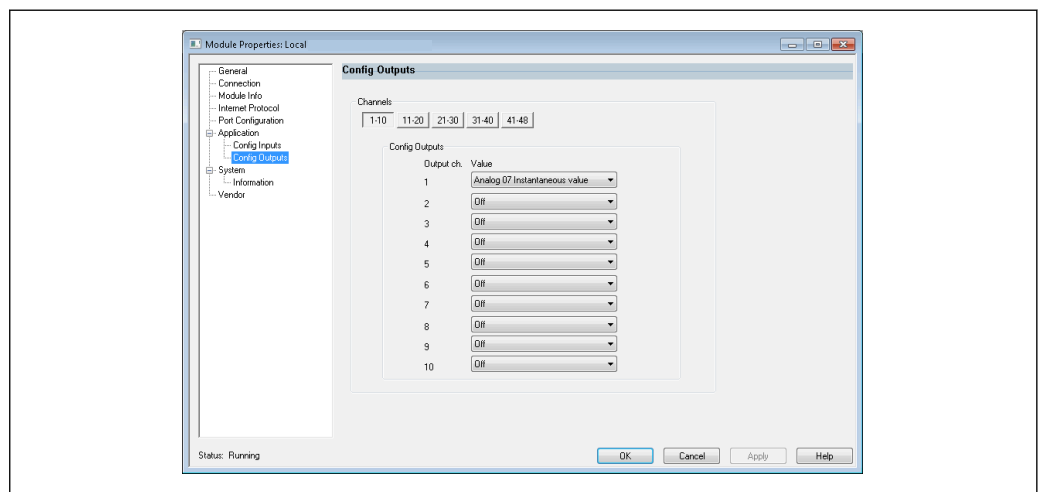 Module Properties: Local
General
Connection
Module Info
Internet Protocol
Port Configuration
Application
Config Inputs
Config Outputs
System
Information
Vendor
Config Outputs
Channels
1-10 11-20 21-30 31-40 41-48
Config Outputs
Output ch. Value
1 Analog 07 Instantaneous value
2 Off
3 Off
4 Off
5 Off
6 Off
7 Off
8 Off
9 Off
10 Off
Status: Running
OK Cancel Apply Help